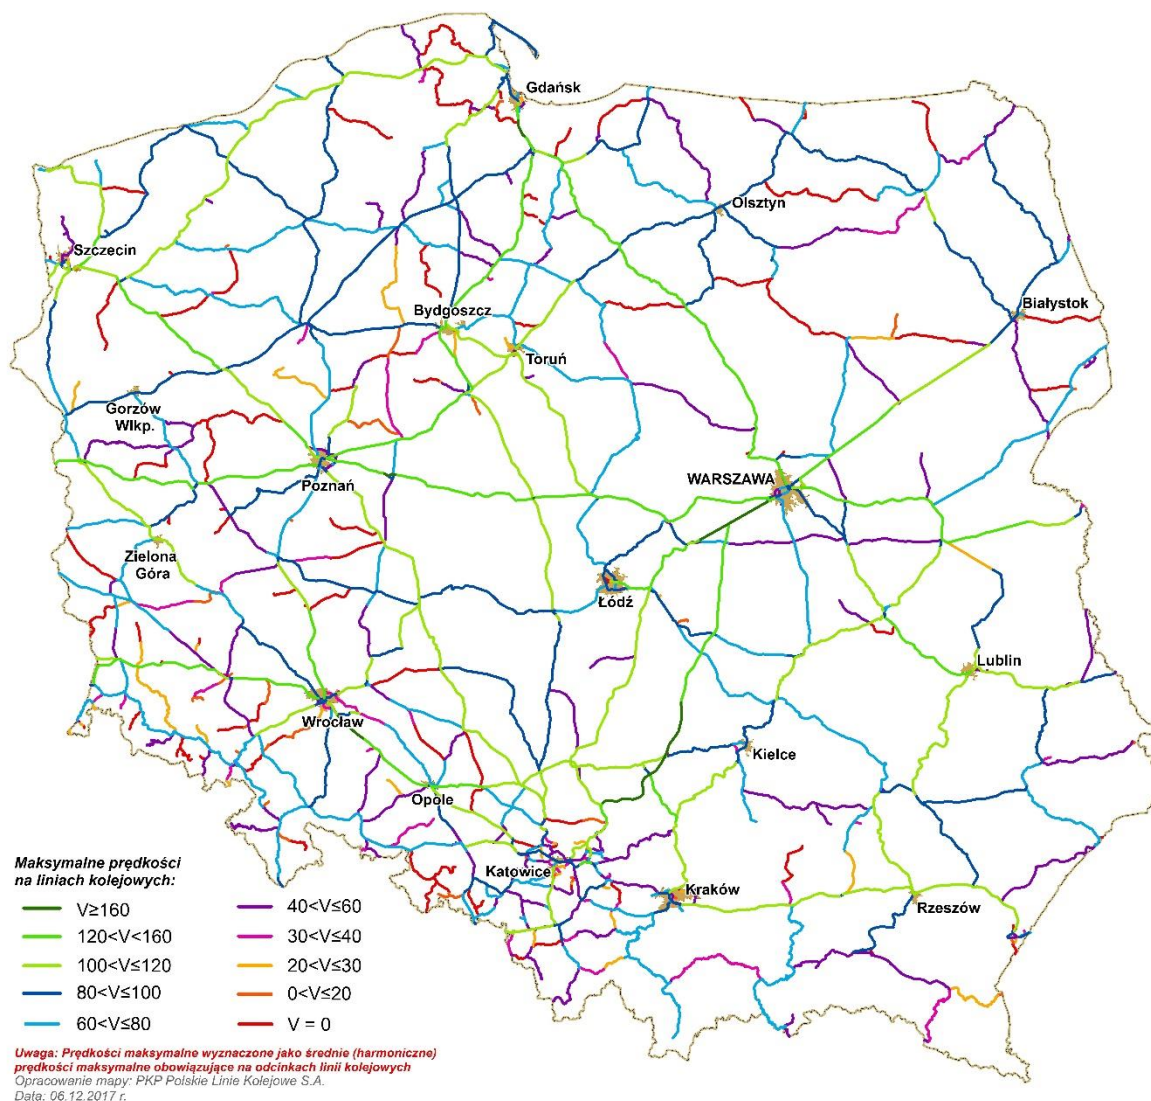 Gdańsk
Olsztyn
Szczecin
Białystok
Bydgoszcz
Toruń
Gorzów
Wlkp.
Poznań
WARSZAWA
Zielona
Góra
Łódź
Lublin
Wrocław
Kielce
Opole
Katowice
Kraków
Rzeszów
Maksymalne prędkości
na liniach kolejowych:
V≥160
120<V<160
100<V≤120
80<V≤100
60<V≤80
40<V≤60
30<V≤40
20<V≤30
0<V≤20
V = 0
Uwaga: Prędkości maksymalne wyznaczone jako średnie (harmoniczne)
prędkości maksymalne obowiązujące na odcinkach linii kolejowych
Opracowanie mapy: PKP Polskie Linie Kolejowe S.A.
Data: 06.12.2017 r.